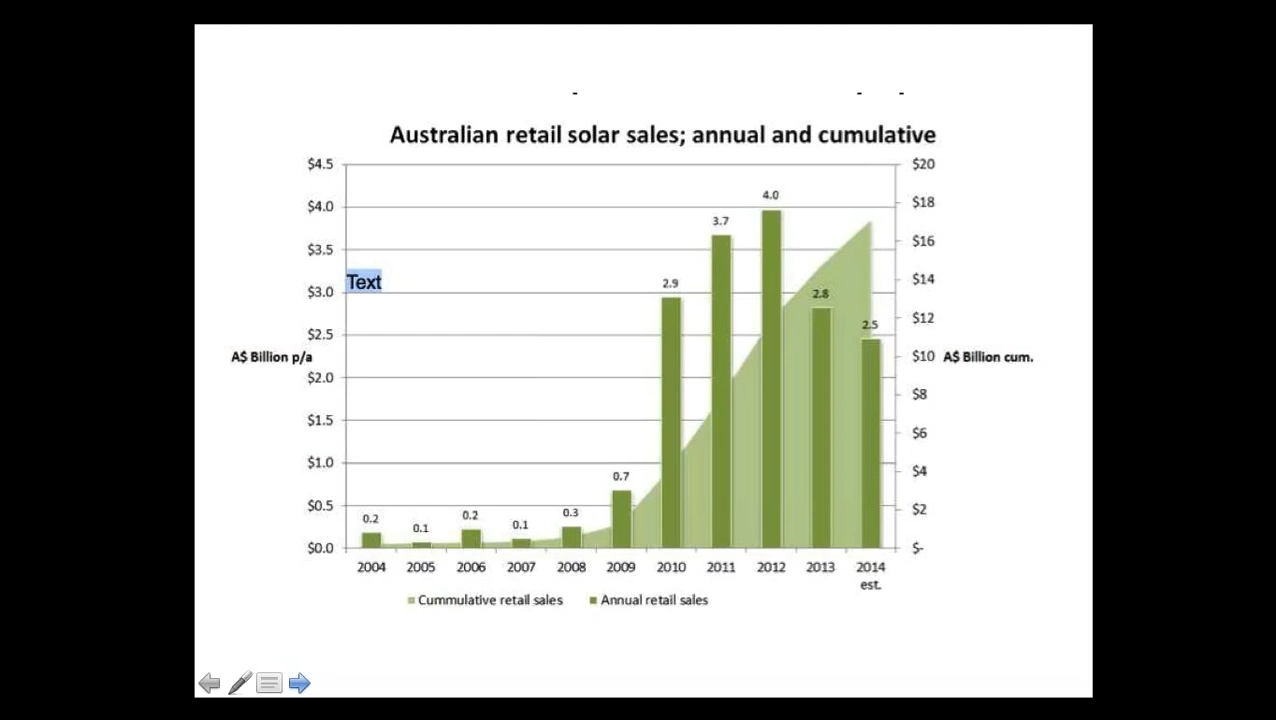 Australian retail solar sales; annual and cumulative
$4.5 $20
$4.0 $18
$3.5 $16
$3.0 $14
$2.5 $12
$2.0 $10
$1.5 $8
$1.0 $6
$0.5 $4
$0.0 $2
$-
Text
A$ Billion p/a
A$ Billion cum.
0.2 0.1 0.2 0.1 0.3 0.7 2.9 3.7 4.0 2.8 2.5
2004 2005 2006 2007 2008 2009 2010 2011 2012 2013 2014
est.
Cummulative retail sales Annual retail sales